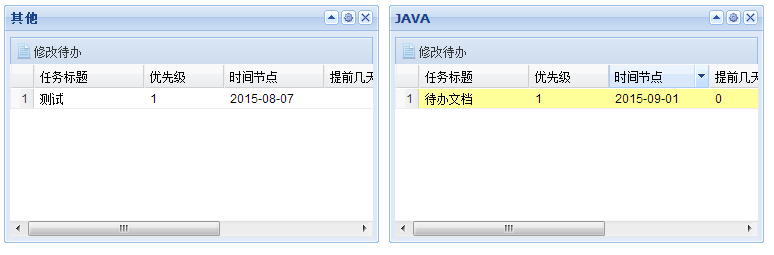 其他
修改待办
任务标题 优先级 时间节点 提前几天
1 测试 1 2015-08-07
JAVA
修改待办
任务标题 优先级 时间节点 提前几天
1 待办文档 1 2015-09-01 0